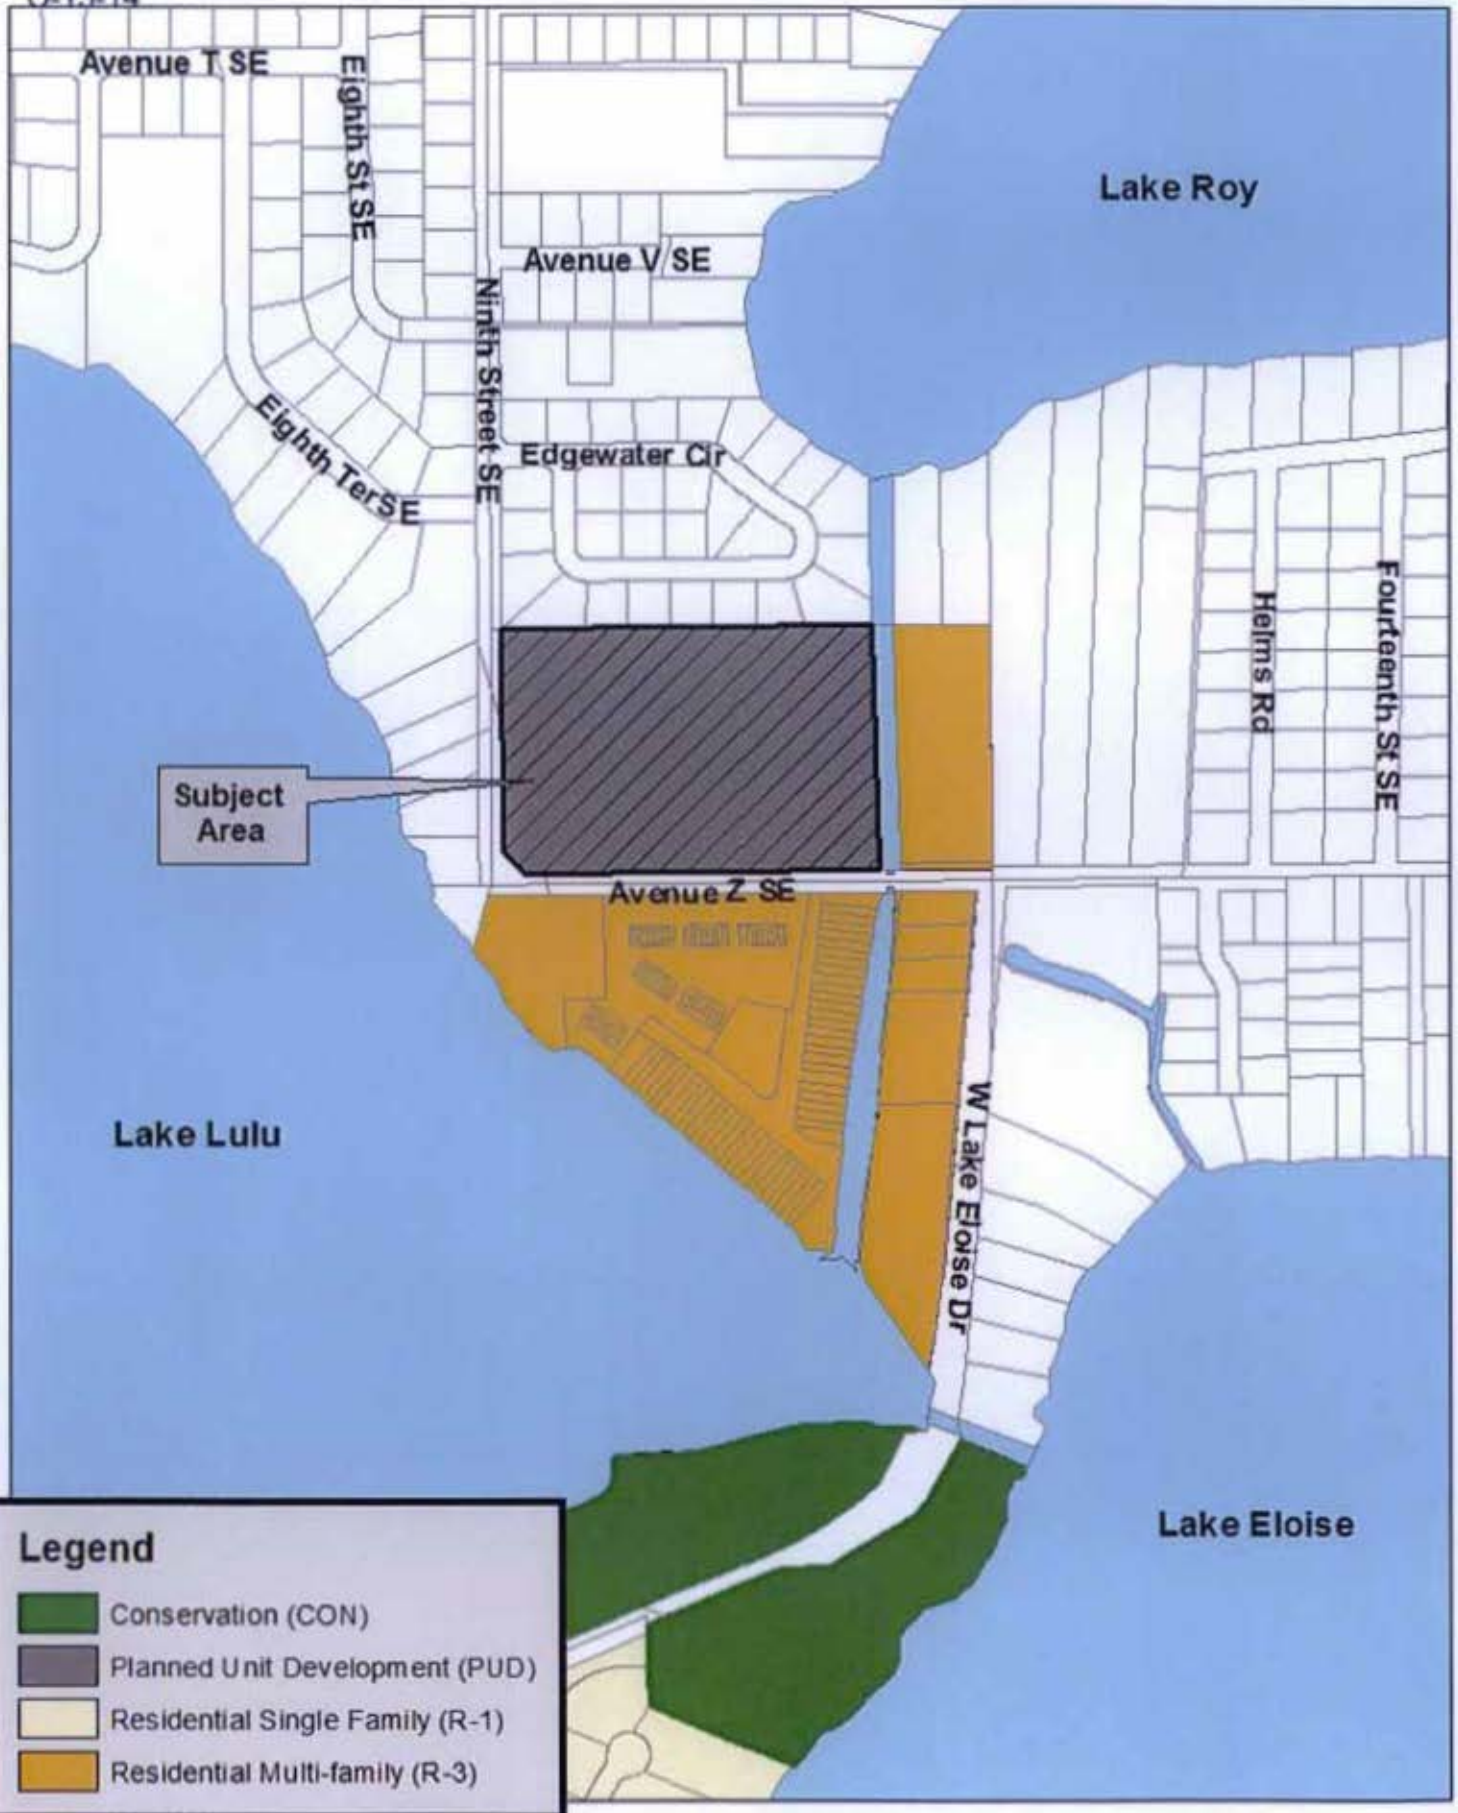 Avenue T SE
Eighth St SE
Lake Roy
Avenue V SE
Ninth Street SE
Eighth Ter SE
Edgewater Cir
Helms Rd
Fourteenth St SE
Subject
Area
Avenue Z SE
Lake Lulu
W Lake Eloise Dr
Lake Eloise
Legend
Conservation (CON)
Planned Unit Development (PUD)
Residential Single Family (R-1)
Residential Multi-family (R-3)